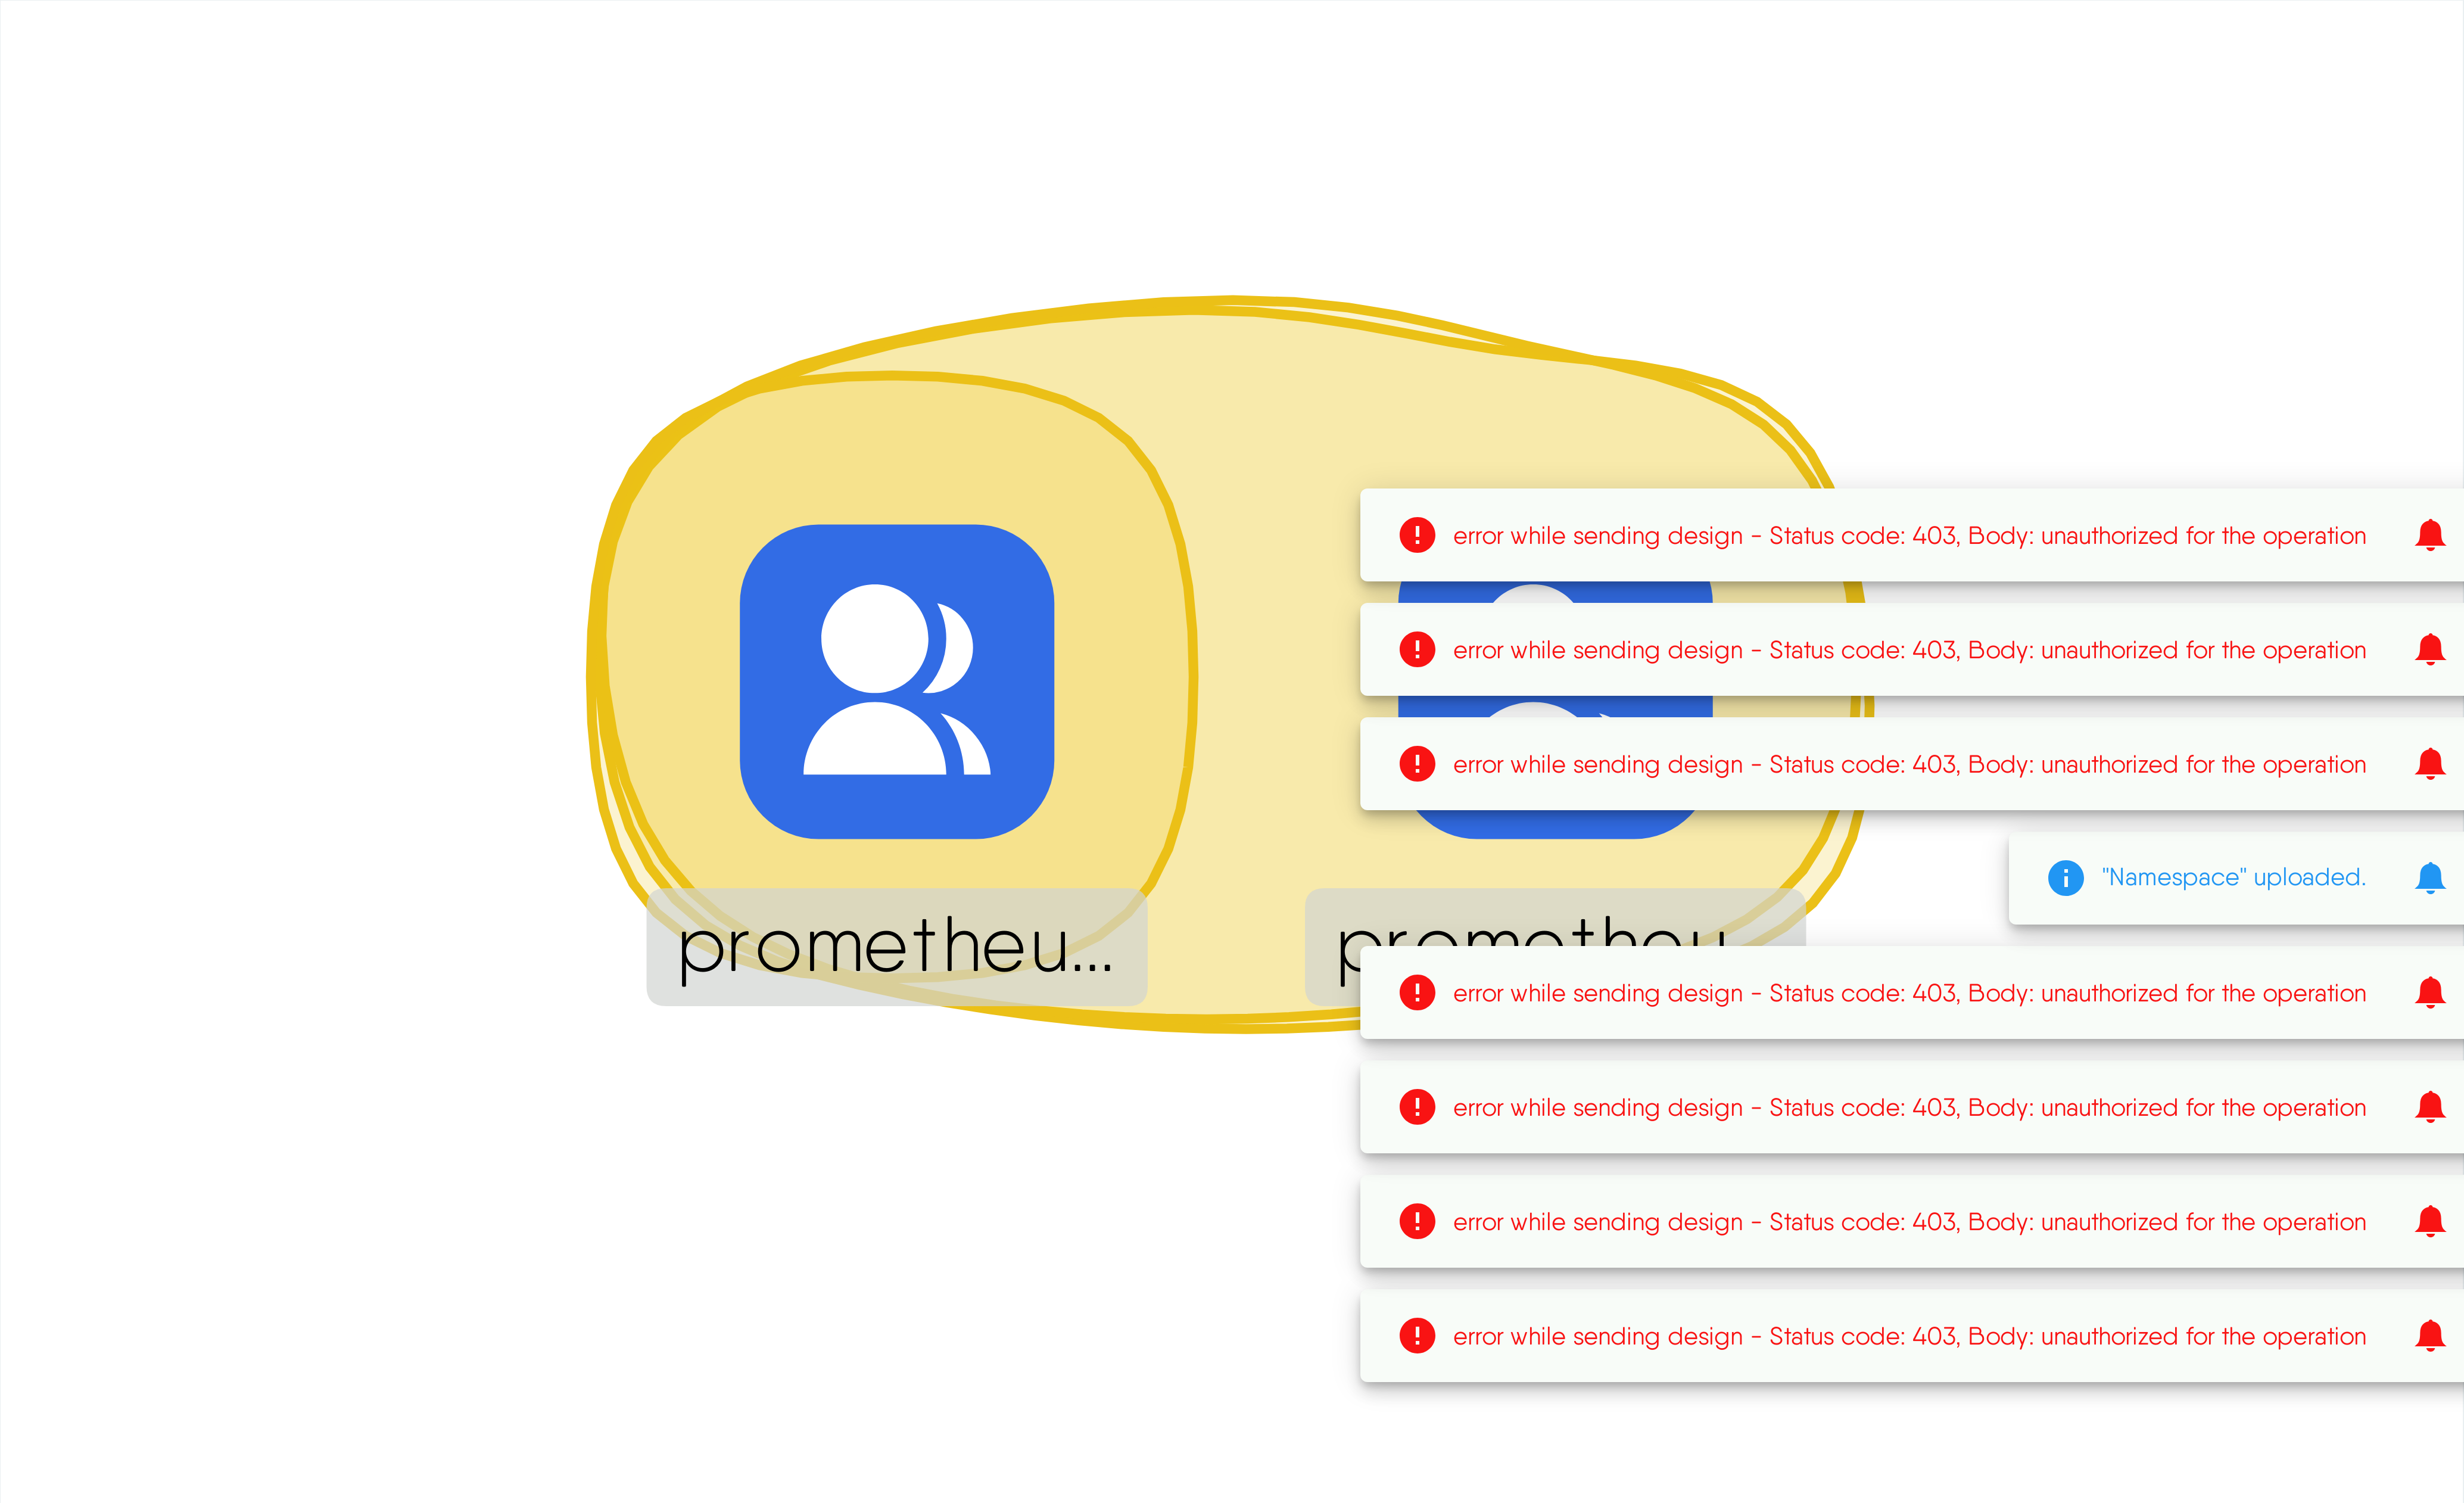 error while sending design - Status code: 403, Body: unauthorized for the operation
error while sending design - Status code: 403, Body: unauthorized for the operation
error while sending design - Status code: 403, Body: unauthorized for the operation
"Namespace" uploaded.
prometheu...
error while sending design - Status code: 403, Body: unauthorized for the operation
error while sending design - Status code: 403, Body: unauthorized for the operation
error while sending design - Status code: 403, Body: unauthorized for the operation
error while sending design - Status code: 403, Body: unauthorized for the operation